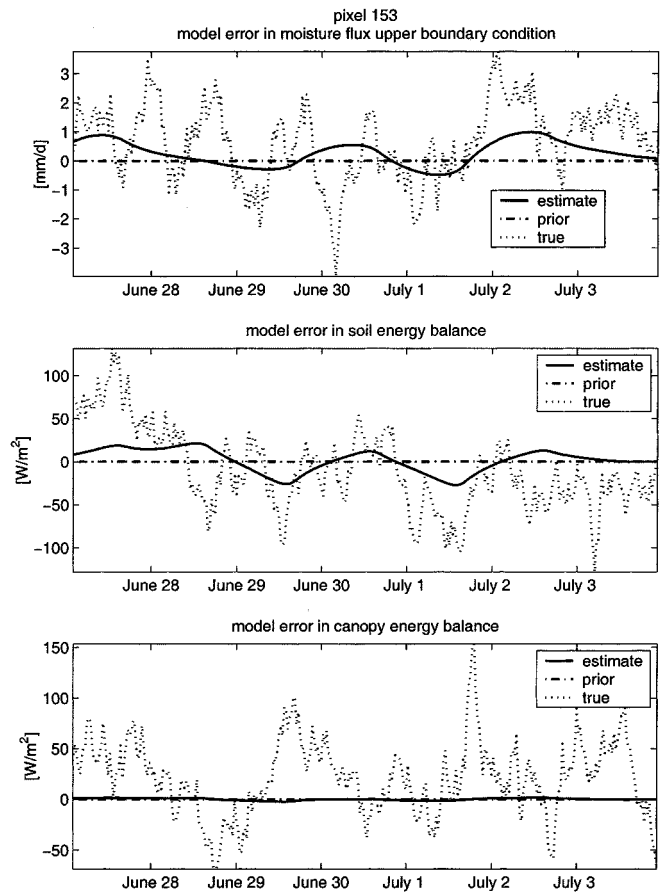 pixel 153
model error in moisture flux upper boundary condition
3
2
1
0
−1
−2
−3
[mm/d]
estimate
prior
true
June 28 June 29 June 30 July 1 July 2 July 3
model error in soil energy balance
100
50
0
−50
−100
[W/m²]
estimate
prior
true
June 28 June 29 June 30 July 1 July 2 July 3
model error in canopy energy balance
150
100
50
0
−50
[W/m²]
estimate
prior
true
June 28 June 29 June 30 July 1 July 2 July 3